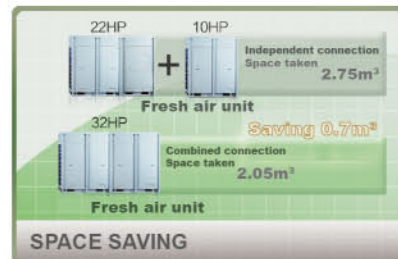 22HP 10HP
+
Independent connection
Space taken
2.75m³
Fresh air unit
32HP
Saving 0.7m³
Combined connection
Space taken
2.05m³
Fresh air unit
SPACE SAVING